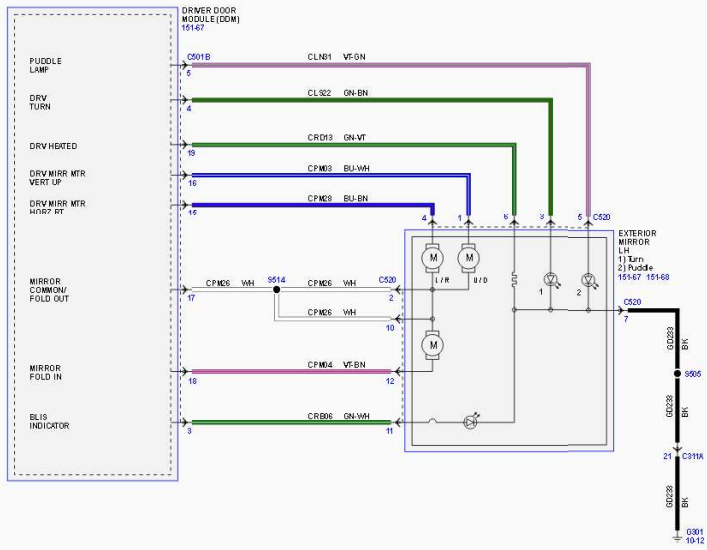 DRIVER DOOR
MODULE (DDM)
151-67
PUDDLE
LAMP
C501B
5
CLN31 VT-GN
DRV
TURN
4
CLS22 GN-BN
DRV HEATED
19
CRD13 GN-VT
DRV MIRR MTR
VERT UP
16
CPM03 BU-WH
DRV MIRR MTR
HORZ RT
15
CPM28 BU-BN
4
1
6
3
5
C520
EXTERIOR
MIRROR
LH
1) Turn
2) Puddle
151-67 151-68
M
M
L / R
U / D
1
2
MIRROR
COMMON/
FOLD OUT
17
CPM26 WH
S514
CPM26 WH
C520
2
CPM26 WH
10
C520
7
M
MIRROR
FOLD IN
18
CPM04 VT-BN
12
BLIS
INDICATOR
3
CRB06 GN-WH
11
GD233
BK
S505
GD233
BK
21
C311A
GD233
BK
G301
10-12